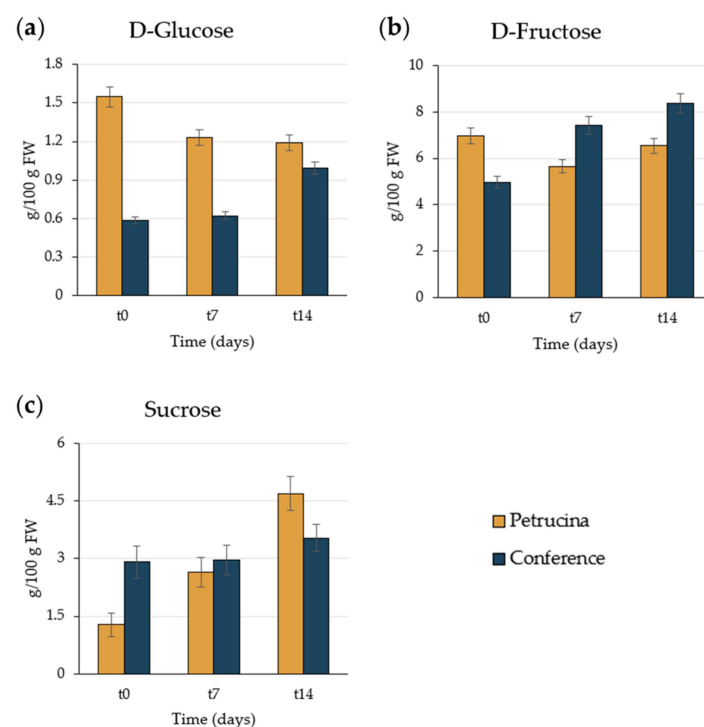 (a)
D-Glucose
1.8
1.5
1.2
0.9
0.6
0.3
0
g/100 g FW
t0 t7 t14
Time (days)
(b)
D-Fructose
10
8
6
4
2
0
g/100 g FW
t0 t7 t14
Time (days)
(c)
Sucrose
6
4.5
3
1.5
0
g/100 g FW
t0 t7 t14
Time (days)
Petrucina
Conference